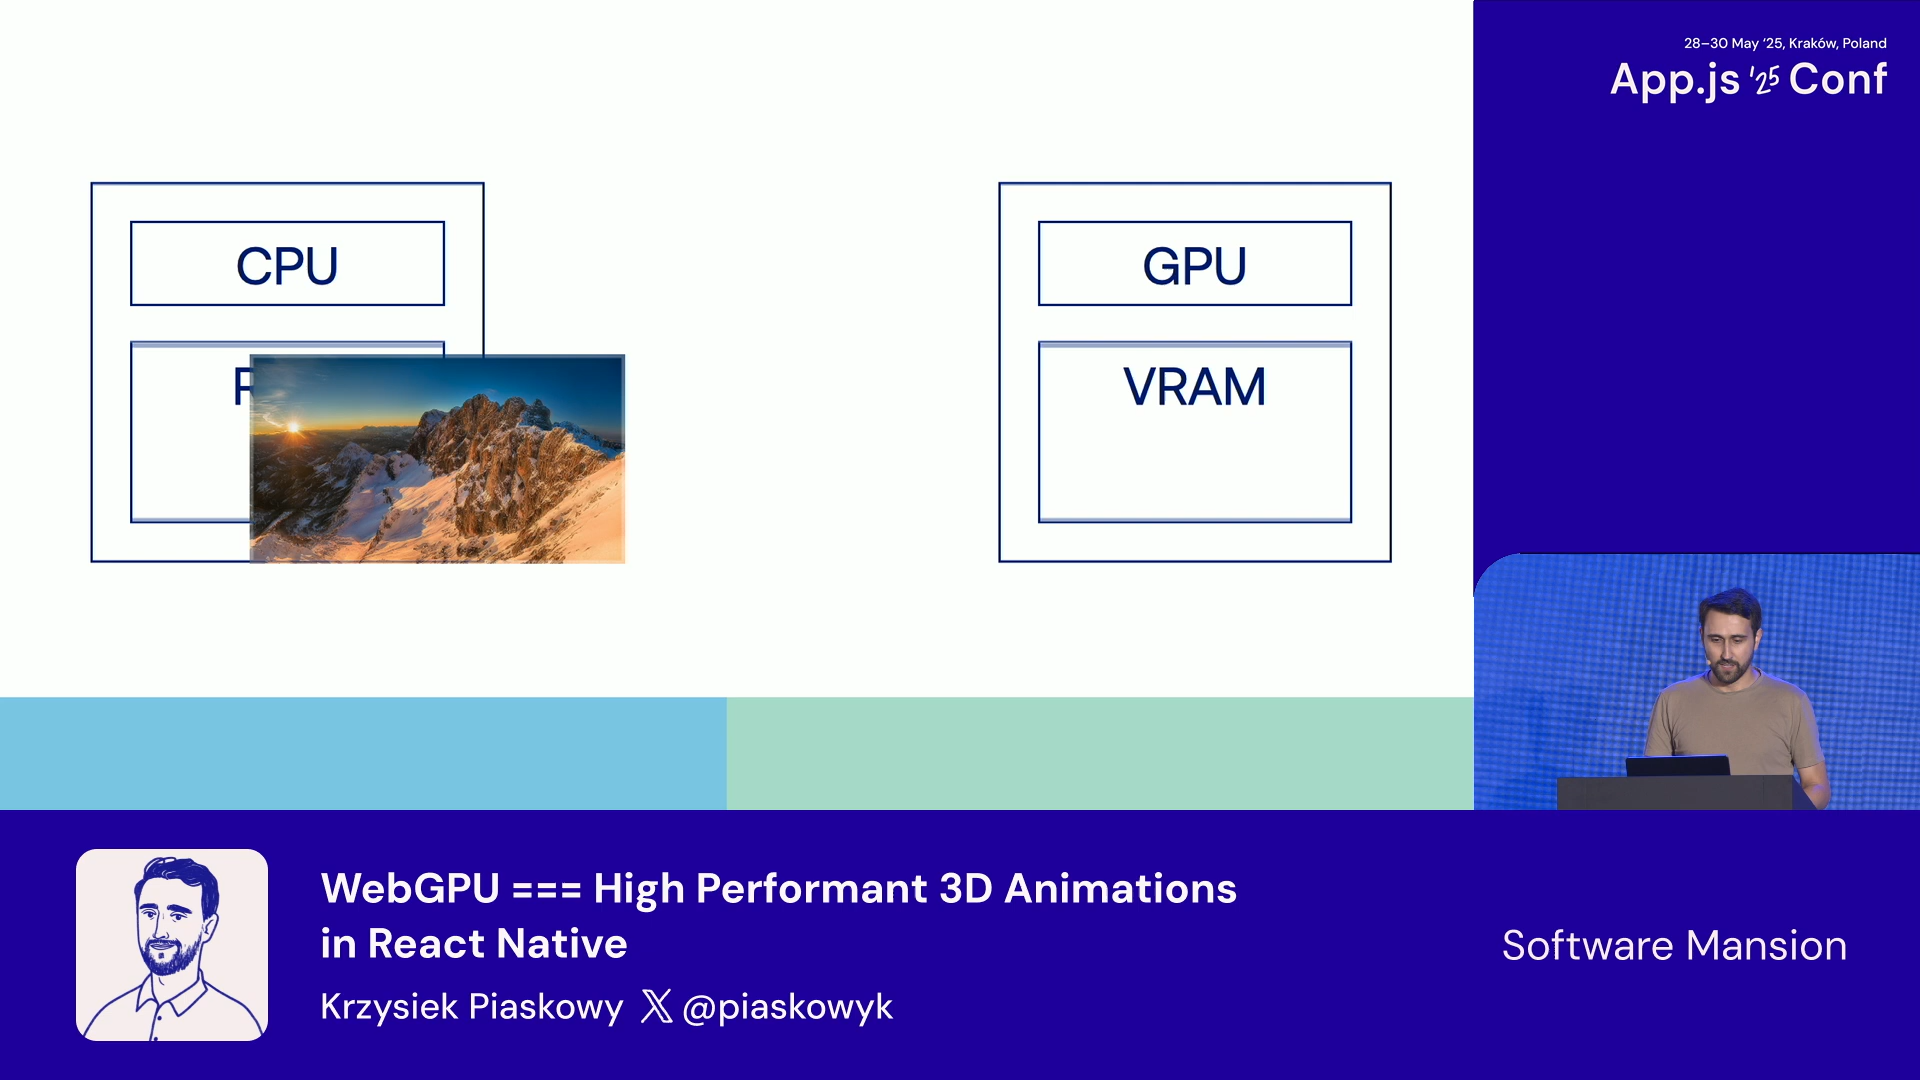 28–30 May '25, Kraków, Poland
App.js '25 Conf
CPU
GPU
VRAM
WebGPU === High Performant 3D Animations
in React Native
Krzysiek Piaskowy 𝕏 @piaskowyk
Software Mansion